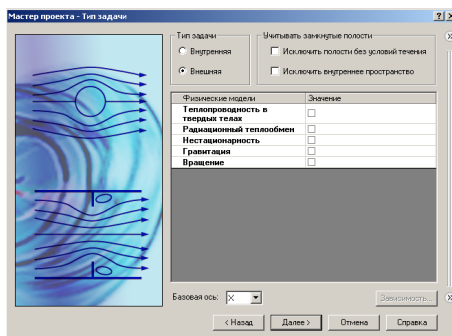 Мастер проекта - Тип задачи
Тип задачи
Внутренняя
Внешняя
Учитывать замкнутые полости
Исключить полости без условий течения
Исключить внутреннее пространство
Физические модели Значение
Теплопроводность в
твердых телах
Радиационный теплообмен
Нестационарность
Гравитация
Вращение
Базовая ось: X
Зависимость...
< Назад Далее > Отмена Справка